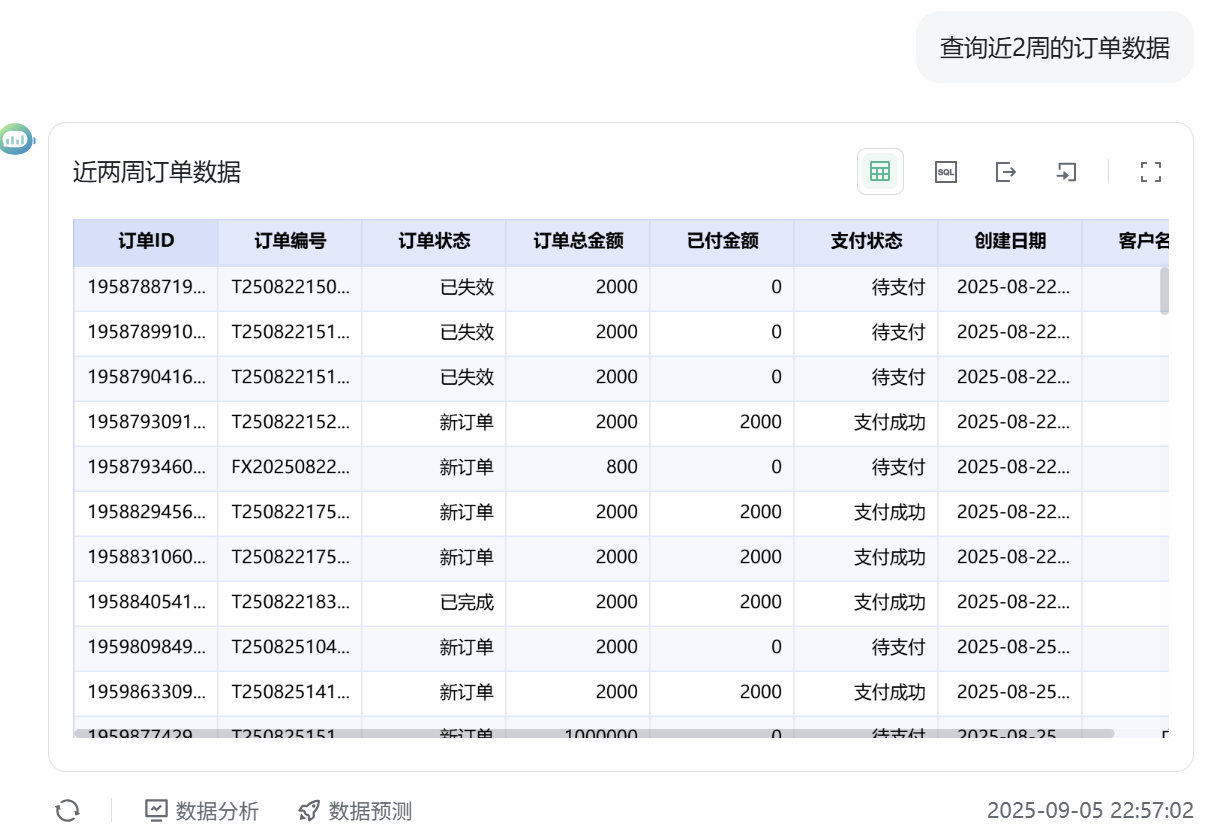 查询近2周的订单数据
近两周订单数据
SQL
订单ID 订单编号 订单状态 订单总金额 已付金额 支付状态 创建日期 客户名
1958788719... T250822150... 已失效 2000 0 待支付 2025-08-22...
1958789910... T250822151... 已失效 2000 0 待支付 2025-08-22...
1958790416... T250822151... 已失效 2000 0 待支付 2025-08-22...
1958793091... T250822152... 新订单 2000 2000 支付成功 2025-08-22...
1958793460... FX20250822... 新订单 800 0 待支付 2025-08-22...
1958829456... T250822175... 新订单 2000 2000 支付成功 2025-08-22...
1958831060... T250822175... 新订单 2000 2000 支付成功 2025-08-22...
1958840541... T250822183... 已完成 2000 2000 支付成功 2025-08-22...
1959809849... T250825104... 新订单 2000 0 待支付 2025-08-25...
1959863309... T250825141... 新订单 2000 2000 支付成功 2025-08-25...
1959877429... T250825151... 新订单 1000000 0 待支付 2025-08-25...
数据分析 数据预测 2025-09-05 22:57:02